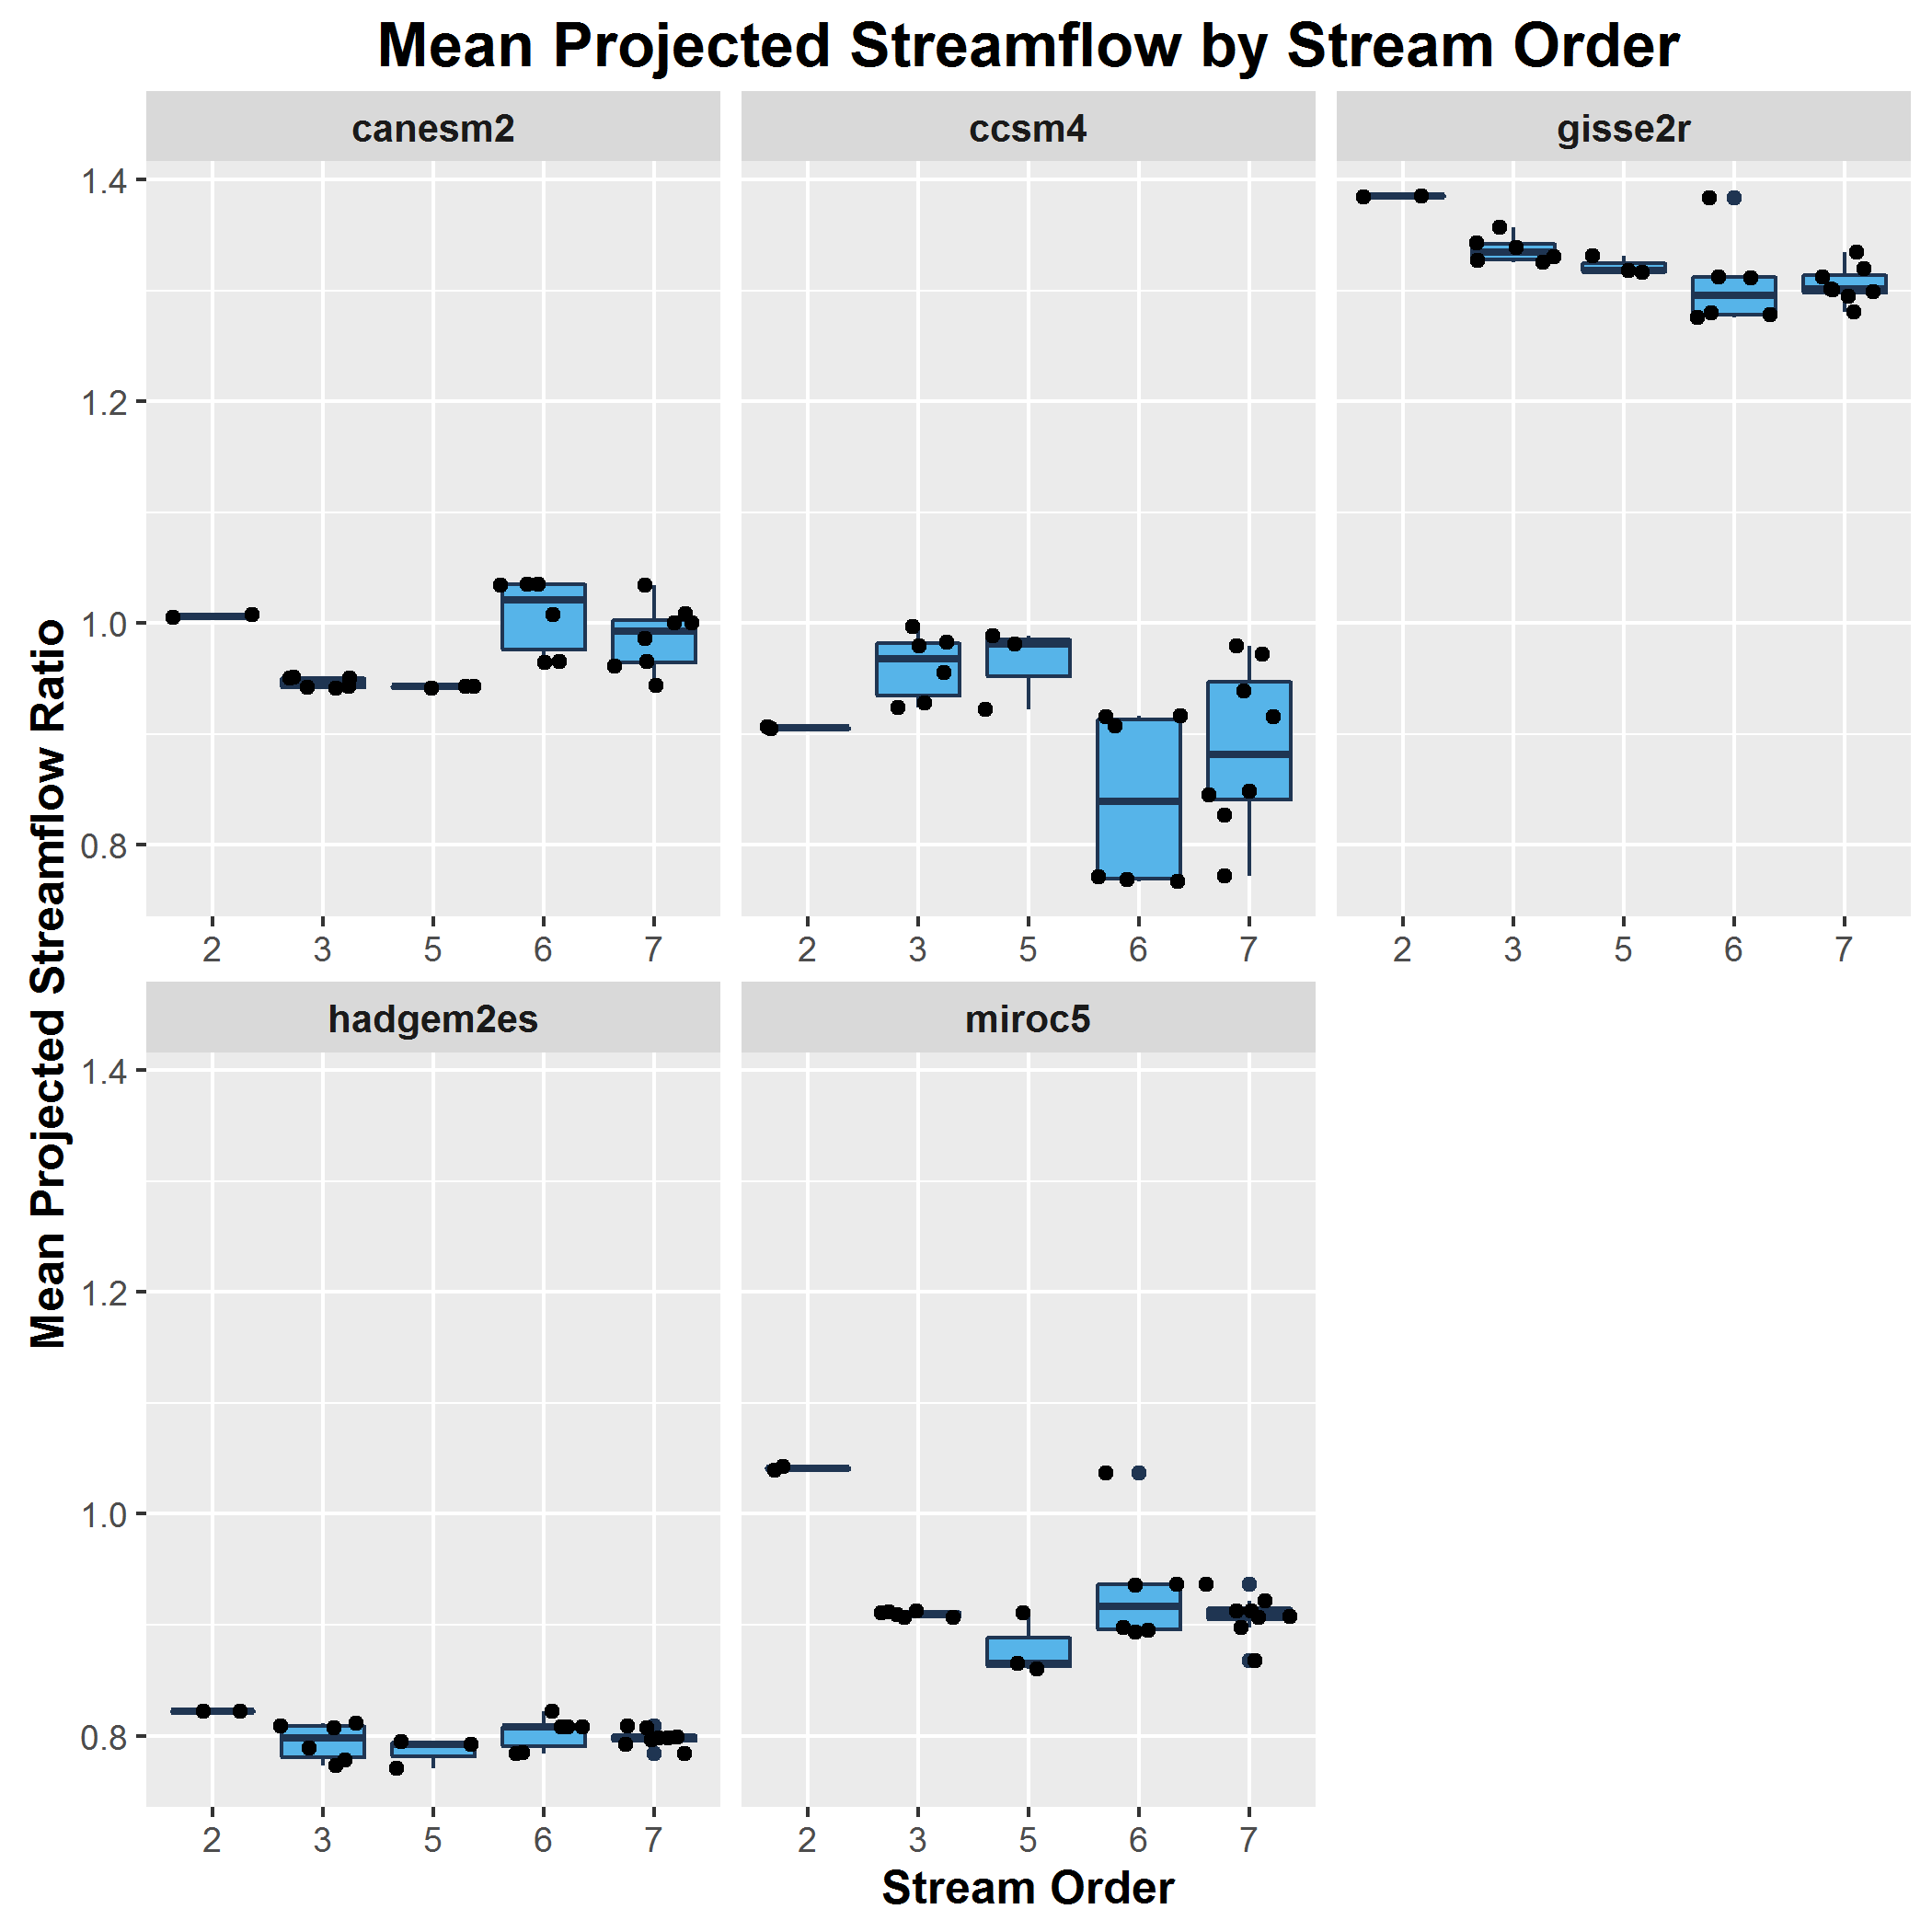 Mean Projected Streamflow by Stream Order
canesm2
ccsm4
gisse2r
1.4
1.2
1.0
0.8
2 3 5 6 7
2 3 5 6 7
2 3 5 6 7
Mean Projected Streamflow Ratio
hadgem2es
miroc5
1.4
1.2
1.0
0.8
2 3 5 6 7
2 3 5 6 7
Stream Order